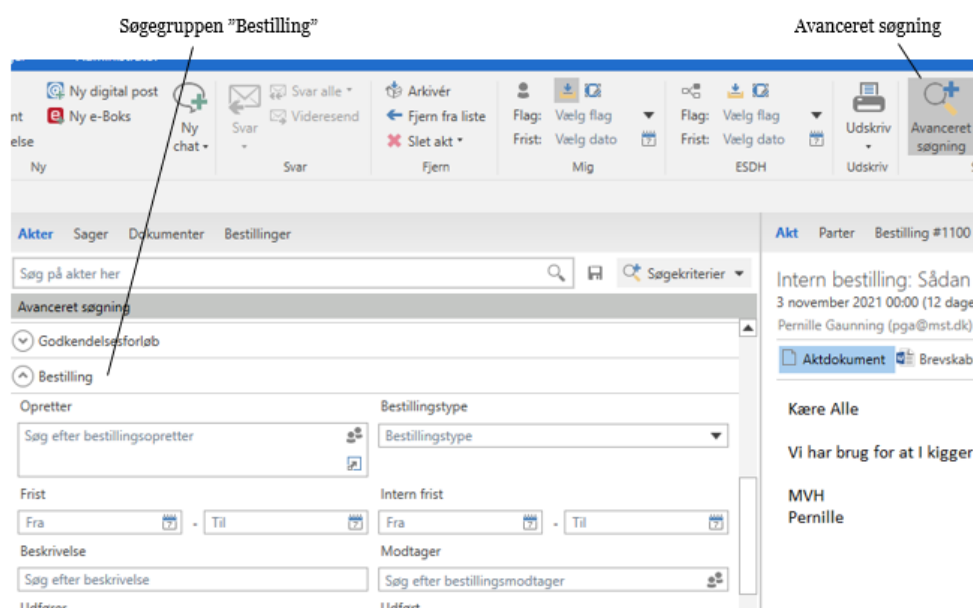 Søgegruppen ”Bestilling”
Avanceret søgning
Ny digital post
Svar alle
Arkivér
nt
Ny e-Boks
Videresend
Fjern fra liste
Flag: Vælg flag
Flag: Vælg flag
else
Ny
chat
Svar
Slet akt
Frist: Vælg dato
Frist: Vælg dato
Udskriv
Avanceret
søgning
Ny
Svar
Fjern
Mig
ESDH
Udskriv
Akter Sager Dokumenter Bestillinger
Akt Parter Bestilling #1100
Søg på akter her
Søgekriterier
Intern bestilling: Sådan
Avanceret søgning
3 november 2021 00:00 (12 dage
Pernille Gaunning (pga@mst.dk)
Godkendelsesforløb
Aktdokument Brevskab
Bestilling
Opretter Bestillingstype
Kære Alle
Søg efter bestillingsopretter Bestillingstype
Vi har brug for at I kigger
Frist Intern frist
MVH
Pernille
Fra - Til Fra - Til
Beskrivelse Modtager
Søg efter beskrivelse Søg efter bestillingsmodtager
Udfører Udført